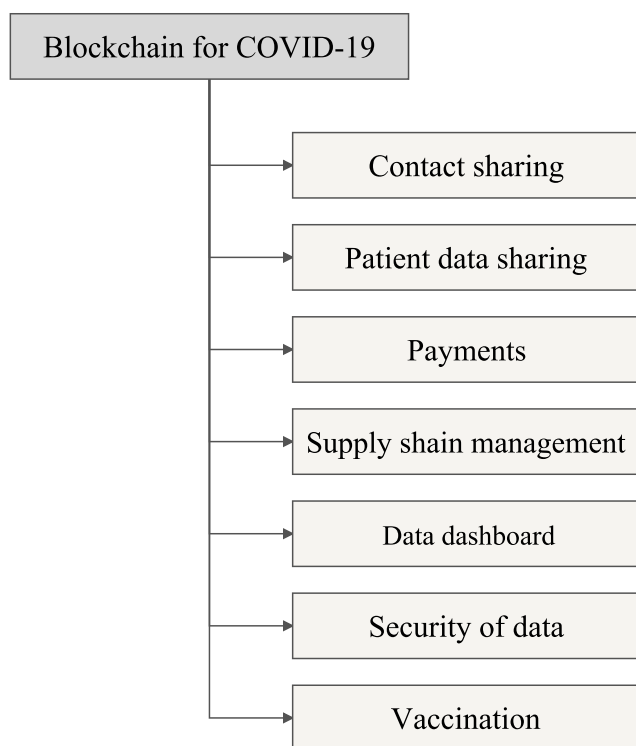 Blockchain for COVID-19
Contact sharing
Patient data sharing
Payments
Supply shain management
Data dashboard
Security of data
Vaccination